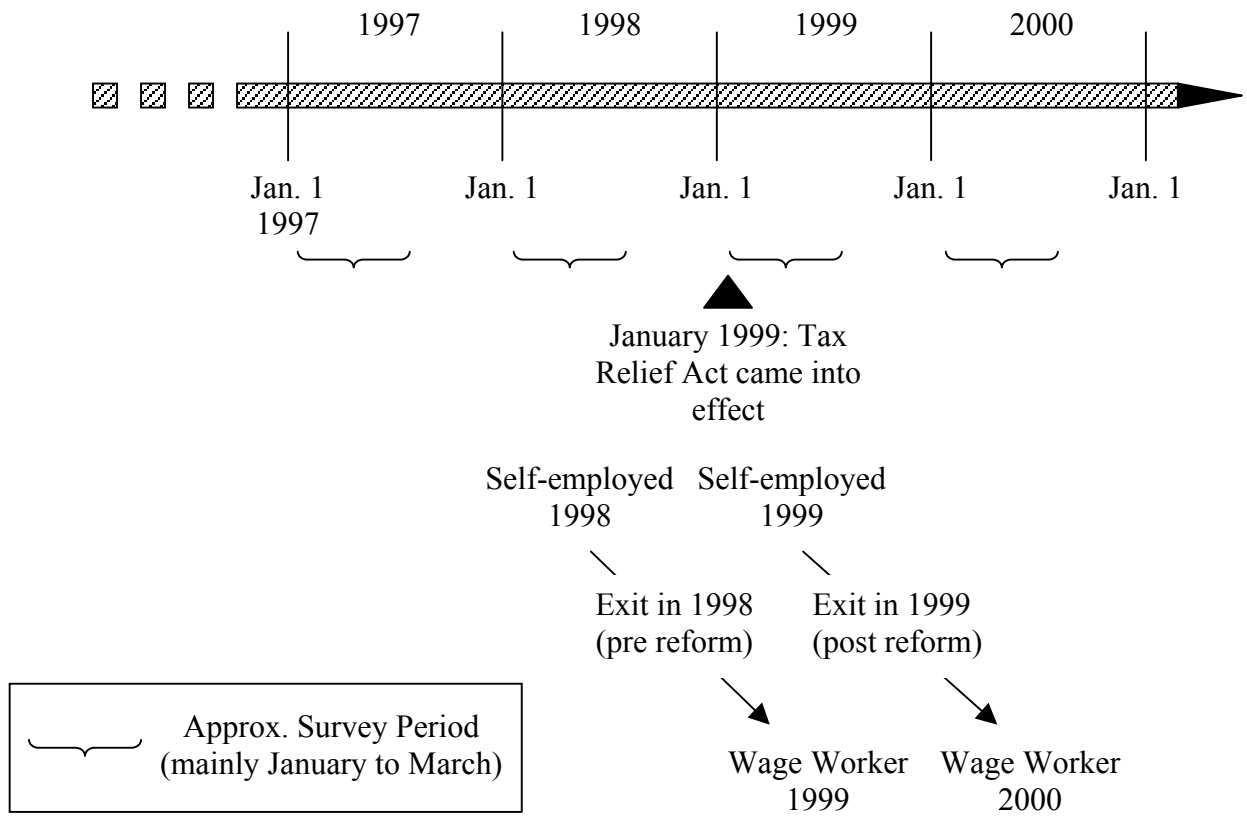 1997 1998 1999 2000
Jan. 1 Jan. 1 Jan. 1 Jan. 1 Jan. 1
1997
January 1999: Tax
Relief Act came into
effect
Self-employed Self-employed
1998 1999
Exit in 1998 Exit in 1999
(pre reform) (post reform)
Approx. Survey Period
(mainly January to March)
Wage Worker Wage Worker
1999 2000